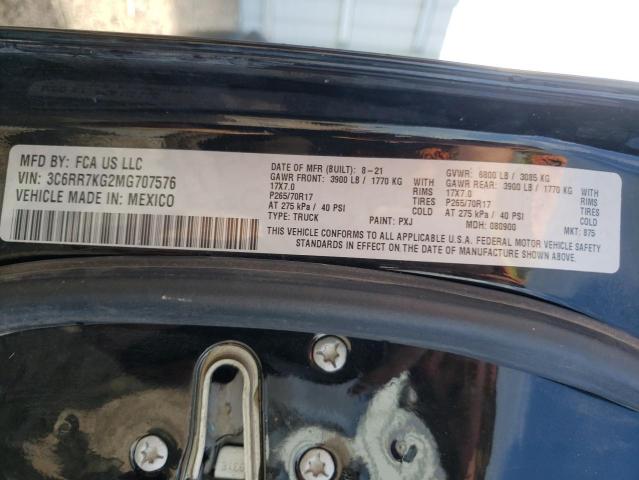 MFD BY: FCA US LLC
VIN: 3C6RR7KG2MG707576
VEHICLE MADE IN: MEXICO
DATE OF MFR (BUILT): 8-21
GAWR FRONT: 3900 LB / 1770 KG WITH
17X7.0 RIMS
P265/70R17 TIRES
AT 275 kPa / 40 PSI COLD
TYPE: TRUCK PAINT: PXJ
GVWR: 6800 LB / 3085 KG
GAWR REAR: 3900 LB / 1770 KG WITH
17X7.0 RIMS
P265/70R17 TIRES
AT 275 kPa / 40 PSI COLD
MDH: 080900 MKT: 875
THIS VEHICLE CONFORMS TO ALL APPLICABLE U.S.A. FEDERAL MOTOR VEHICLE SAFETY
STANDARDS IN EFFECT ON THE DATE OF MANUFACTURE SHOWN ABOVE.